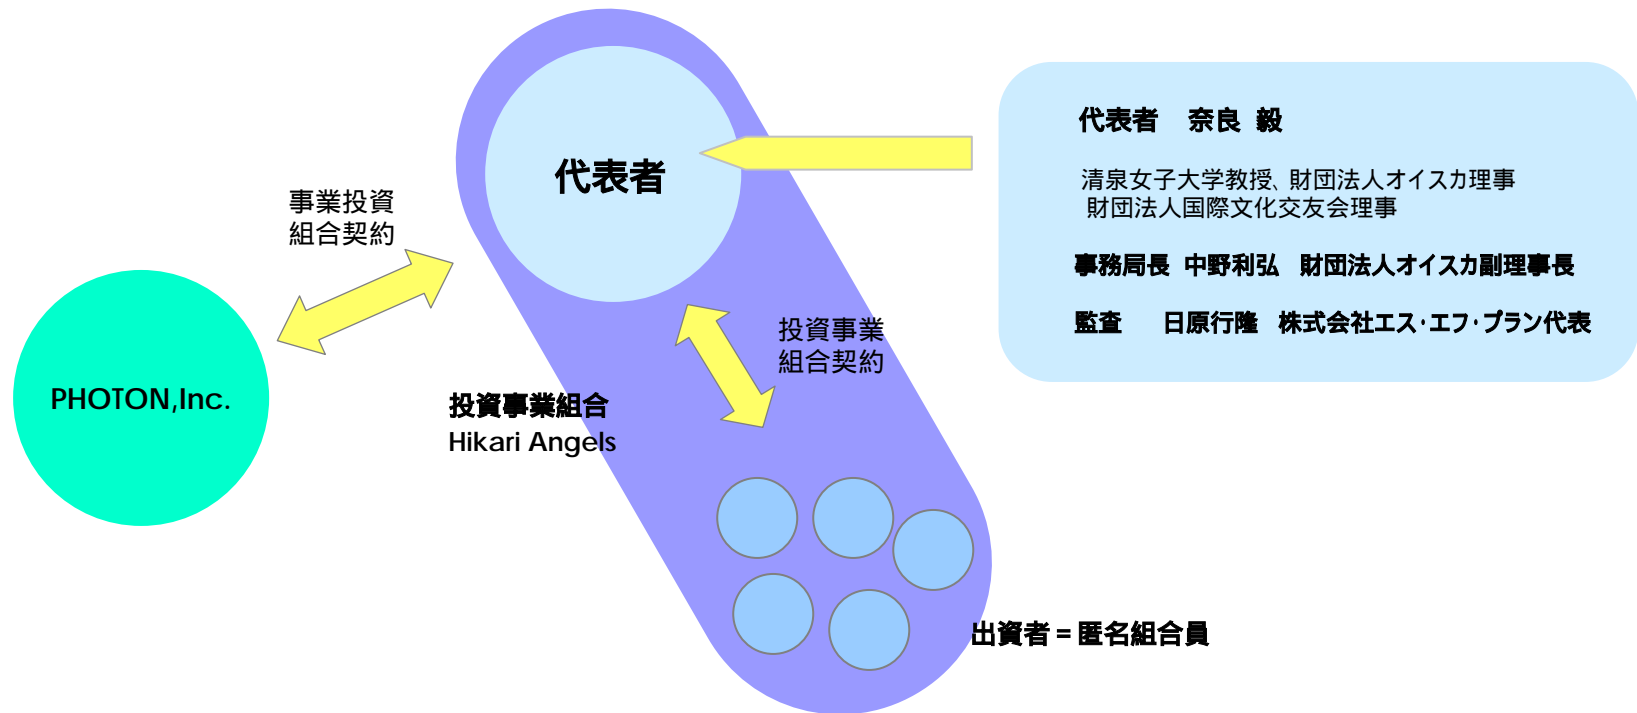 代表者
代表者 奈良 毅
清泉女子大学教授、財団法人オイスカ理事
財団法人国際文化交友会理事
事務局長 中野利弘 財団法人オイスカ副理事長
監査 日原行隆 株式会社エス・エフ・プラン代表
事業投資
組合契約
投資事業
組合契約
PHOTON,Inc.
投資事業組合
Hikari Angels
出資者=匿名組合員